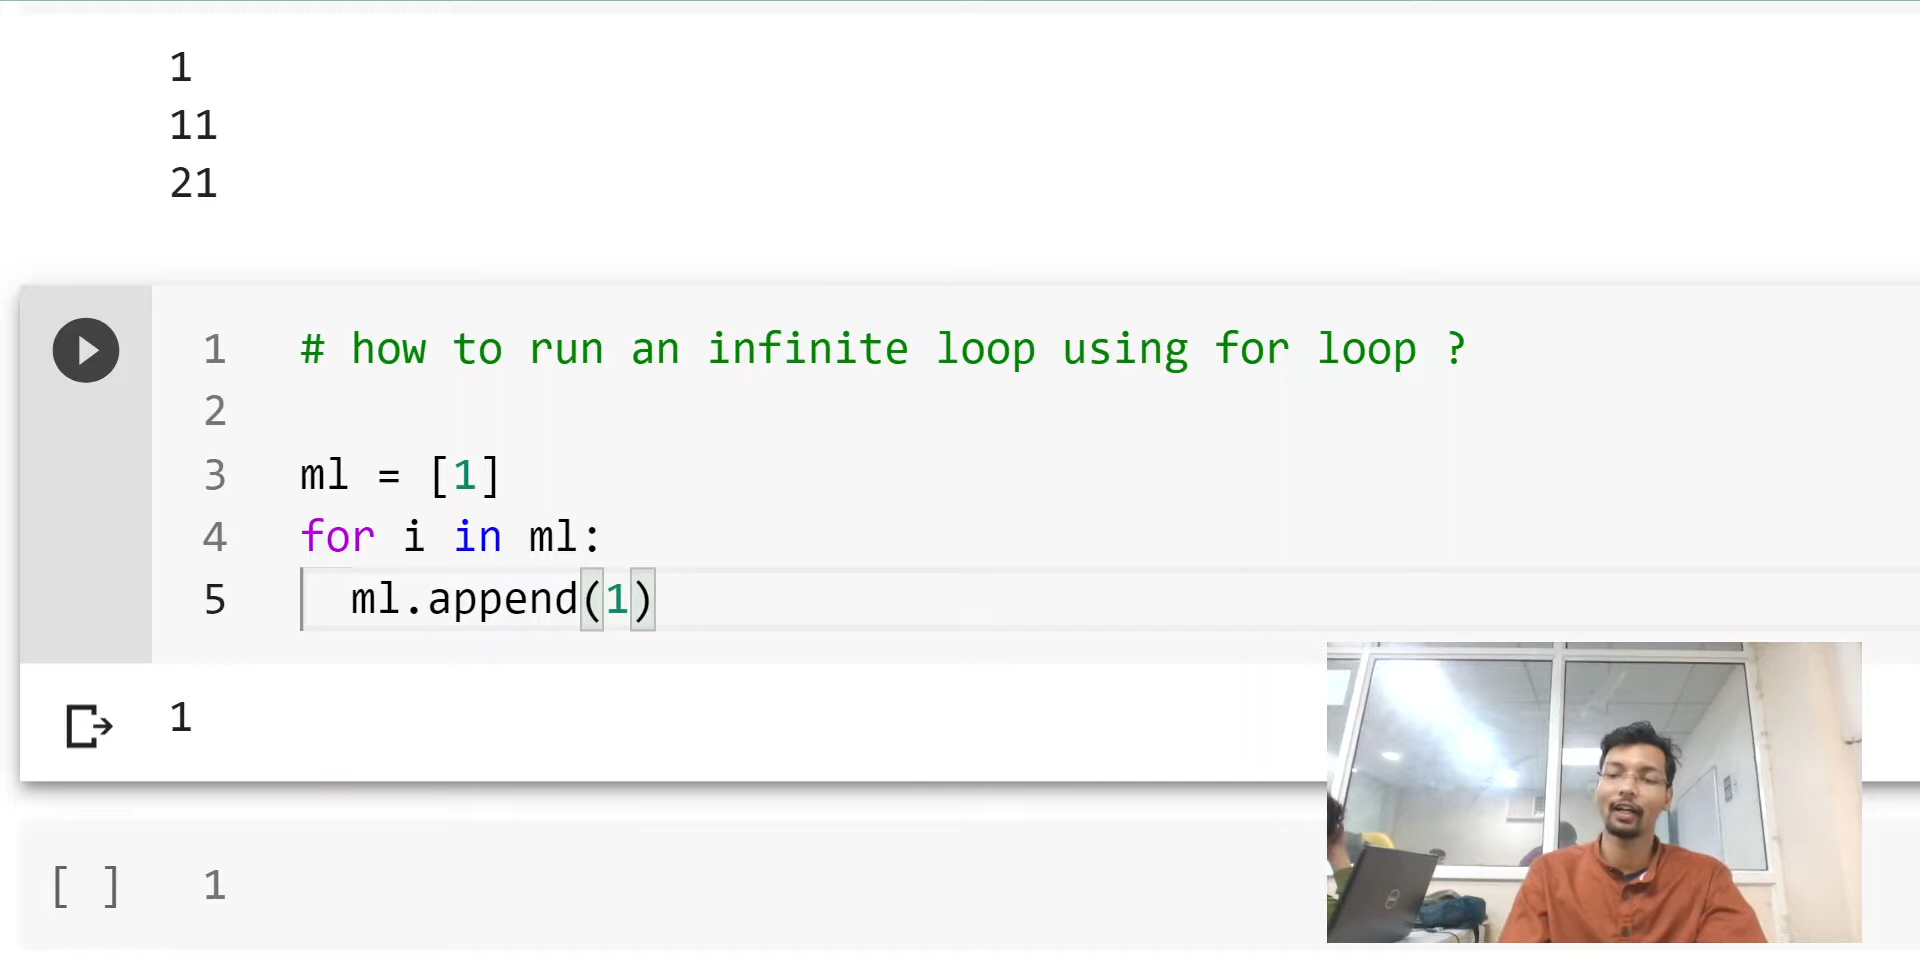 1
11
21
1 # how to run an infinite loop using for loop ?
2
3 ml = [1]
4 for i in ml:
5 ml.append(1)
1
[ ] 1